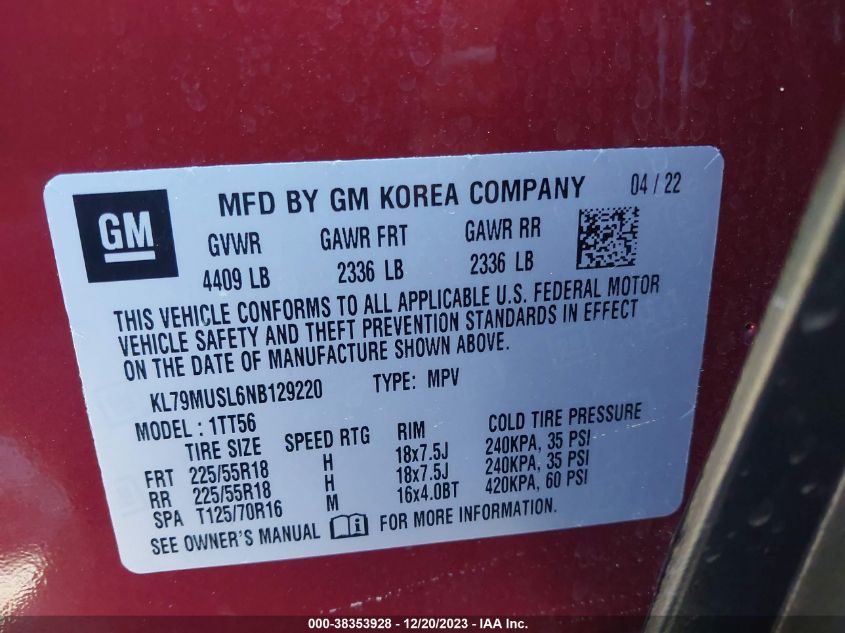 GM
MFD BY GM KOREA COMPANY 04 / 22
GVWR GAWR FRT GAWR RR
4409 LB 2336 LB 2336 LB
THIS VEHICLE CONFORMS TO ALL APPLICABLE U.S. FEDERAL MOTOR
VEHICLE SAFETY AND THEFT PREVENTION STANDARDS IN EFFECT
ON THE DATE OF MANUFACTURE SHOWN ABOVE.
KL79MUSL6NB129220 TYPE: MPV
MODEL : 1TT56
TIRE SIZE SPEED RTG RIM COLD TIRE PRESSURE
FRT 225/55R18 H 18x7.5J 240KPA, 35 PSI
RR 225/55R18 H 18x7.5J 240KPA, 35 PSI
SPA T125/70R16 M 16x4.0BT 420KPA, 60 PSI
SEE OWNER'S MANUAL i FOR MORE INFORMATION.
000-38353928 - 12/20/2023 - IAA Inc.